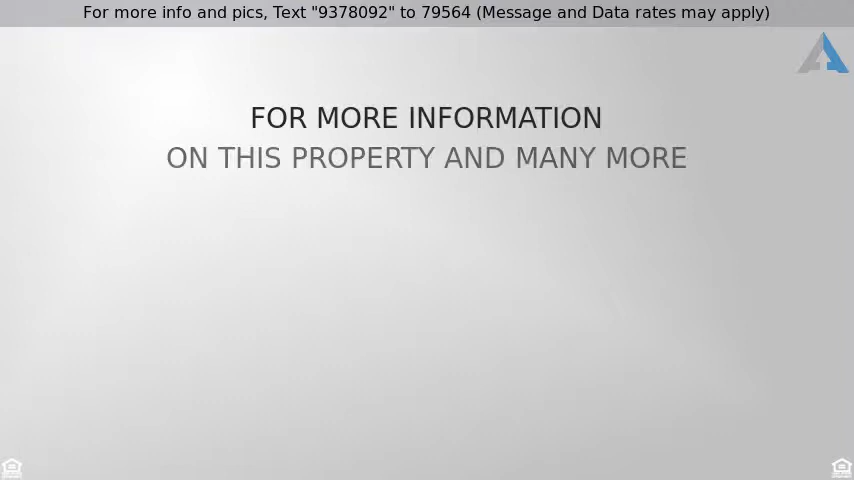 For more info and pics, Text "9378092" to 79564 (Message and Data rates may apply)
FOR MORE INFORMATION
ON THIS PROPERTY AND MANY MORE